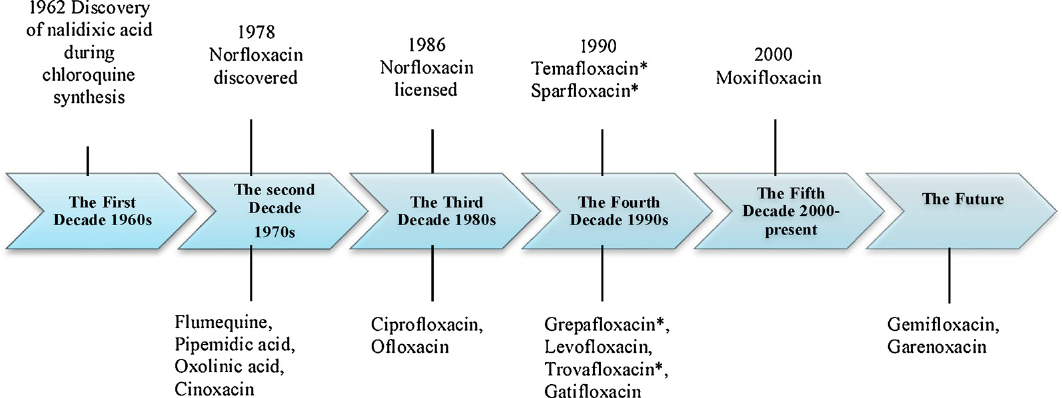 1962 Discovery
of nalidixic acid
during
chloroquine
synthesis
1978
Norfloxacin
discovered
1986
Norfloxacin
licensed
1990
Temafloxacin*
Sparfloxacin*
2000
Moxifloxacin
The First
Decade 1960s
The second
Decade
1970s
The Third
Decade 1980s
The Fourth
Decade 1990s
The Fifth
Decade 2000-
present
The Future
Flumequine,
Pipemidic acid,
Oxolinic acid,
Cinoxacin
Ciprofloxacin,
Ofloxacin
Grepafloxacin*,
Levofloxacin,
Trovafloxacin*,
Gatifloxacin
Gemifloxacin,
Garenoxacin